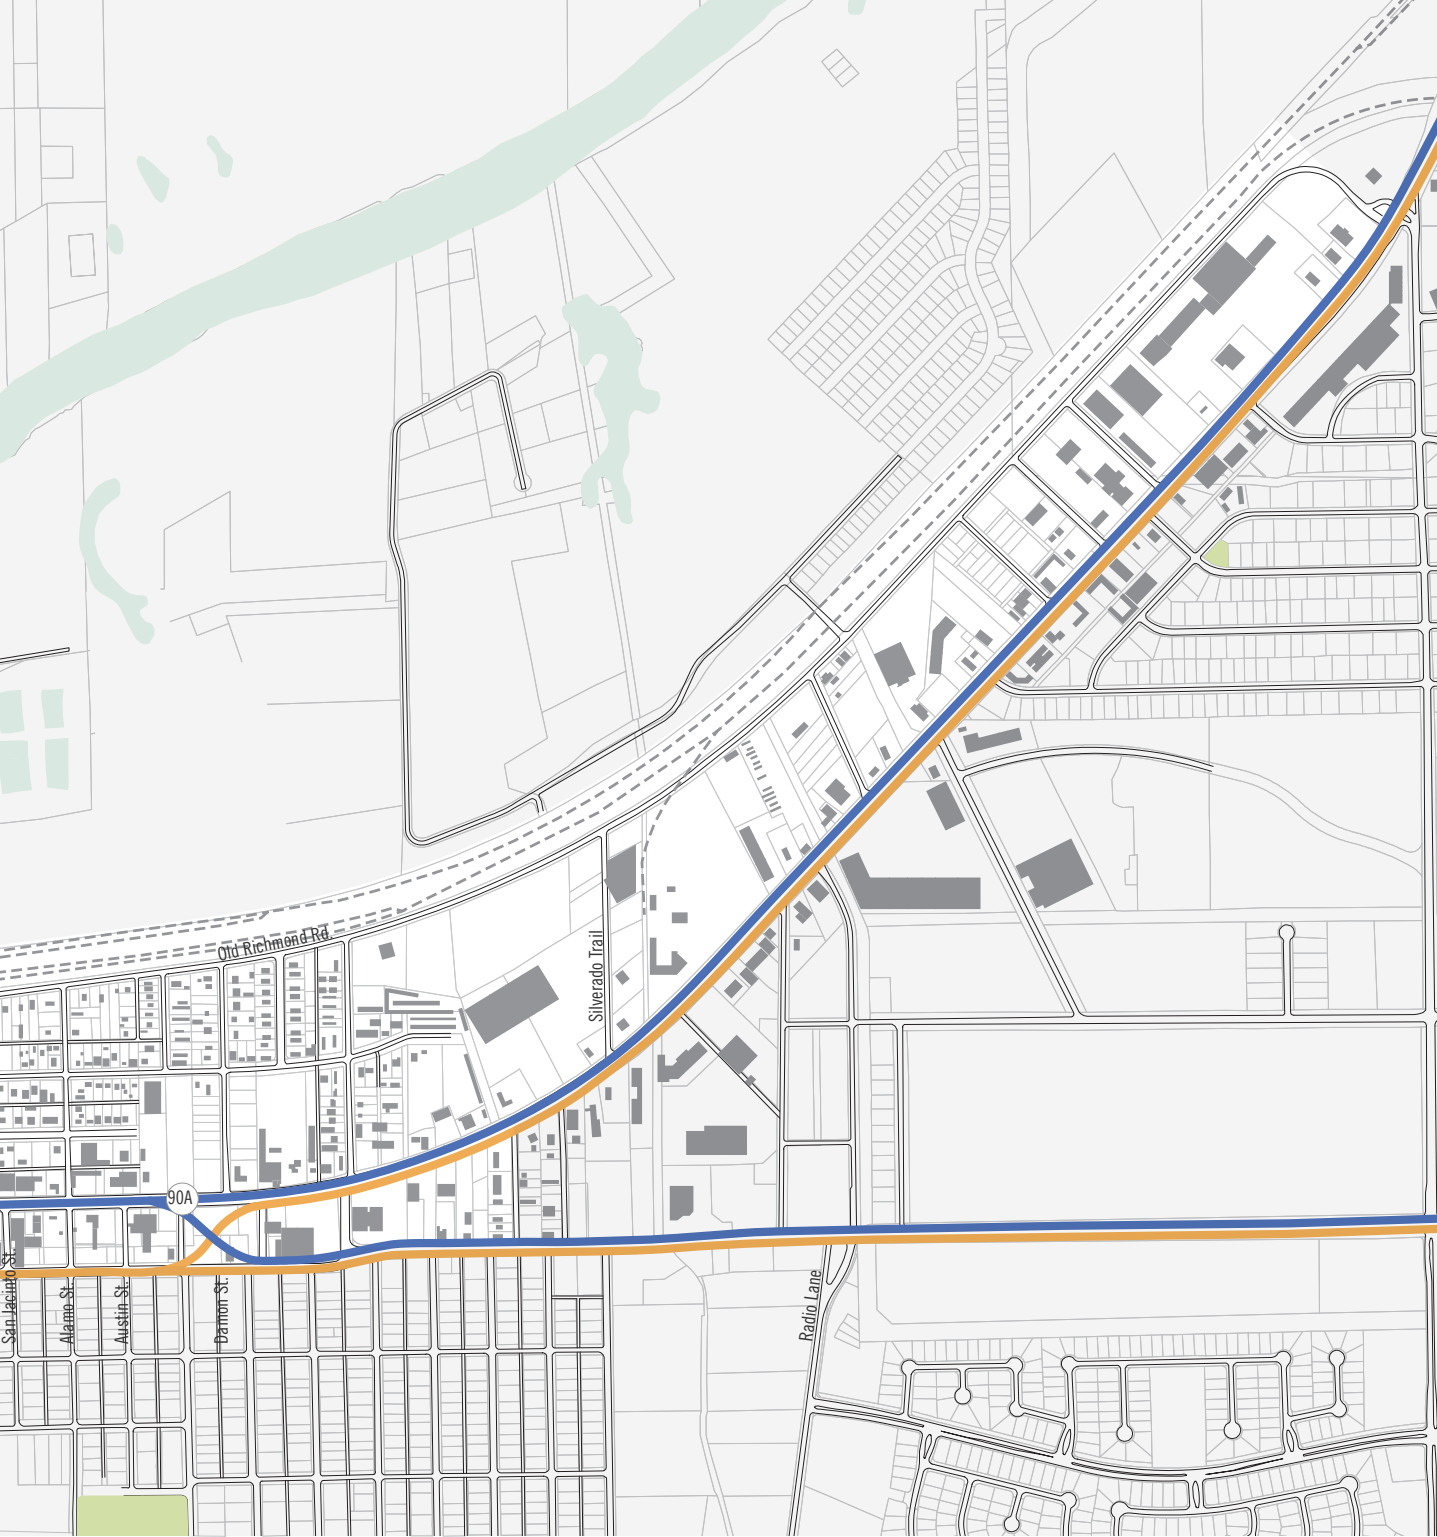 Old Richmond Rd.
Silverado Trail
90A
San Jacinto St.
Alamo St.
Austin St.
Damon St.
Radio Lane